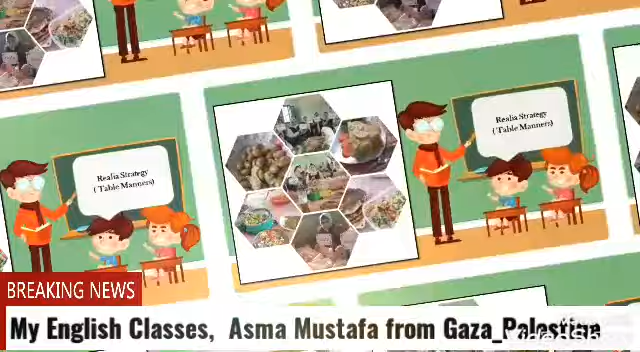 Realia Strategy
( Table Manners)
Realia Strategy
( Table Manners)
BREAKING NEWS
My English Classes, Asma Mustafa from Gaza_Palestine